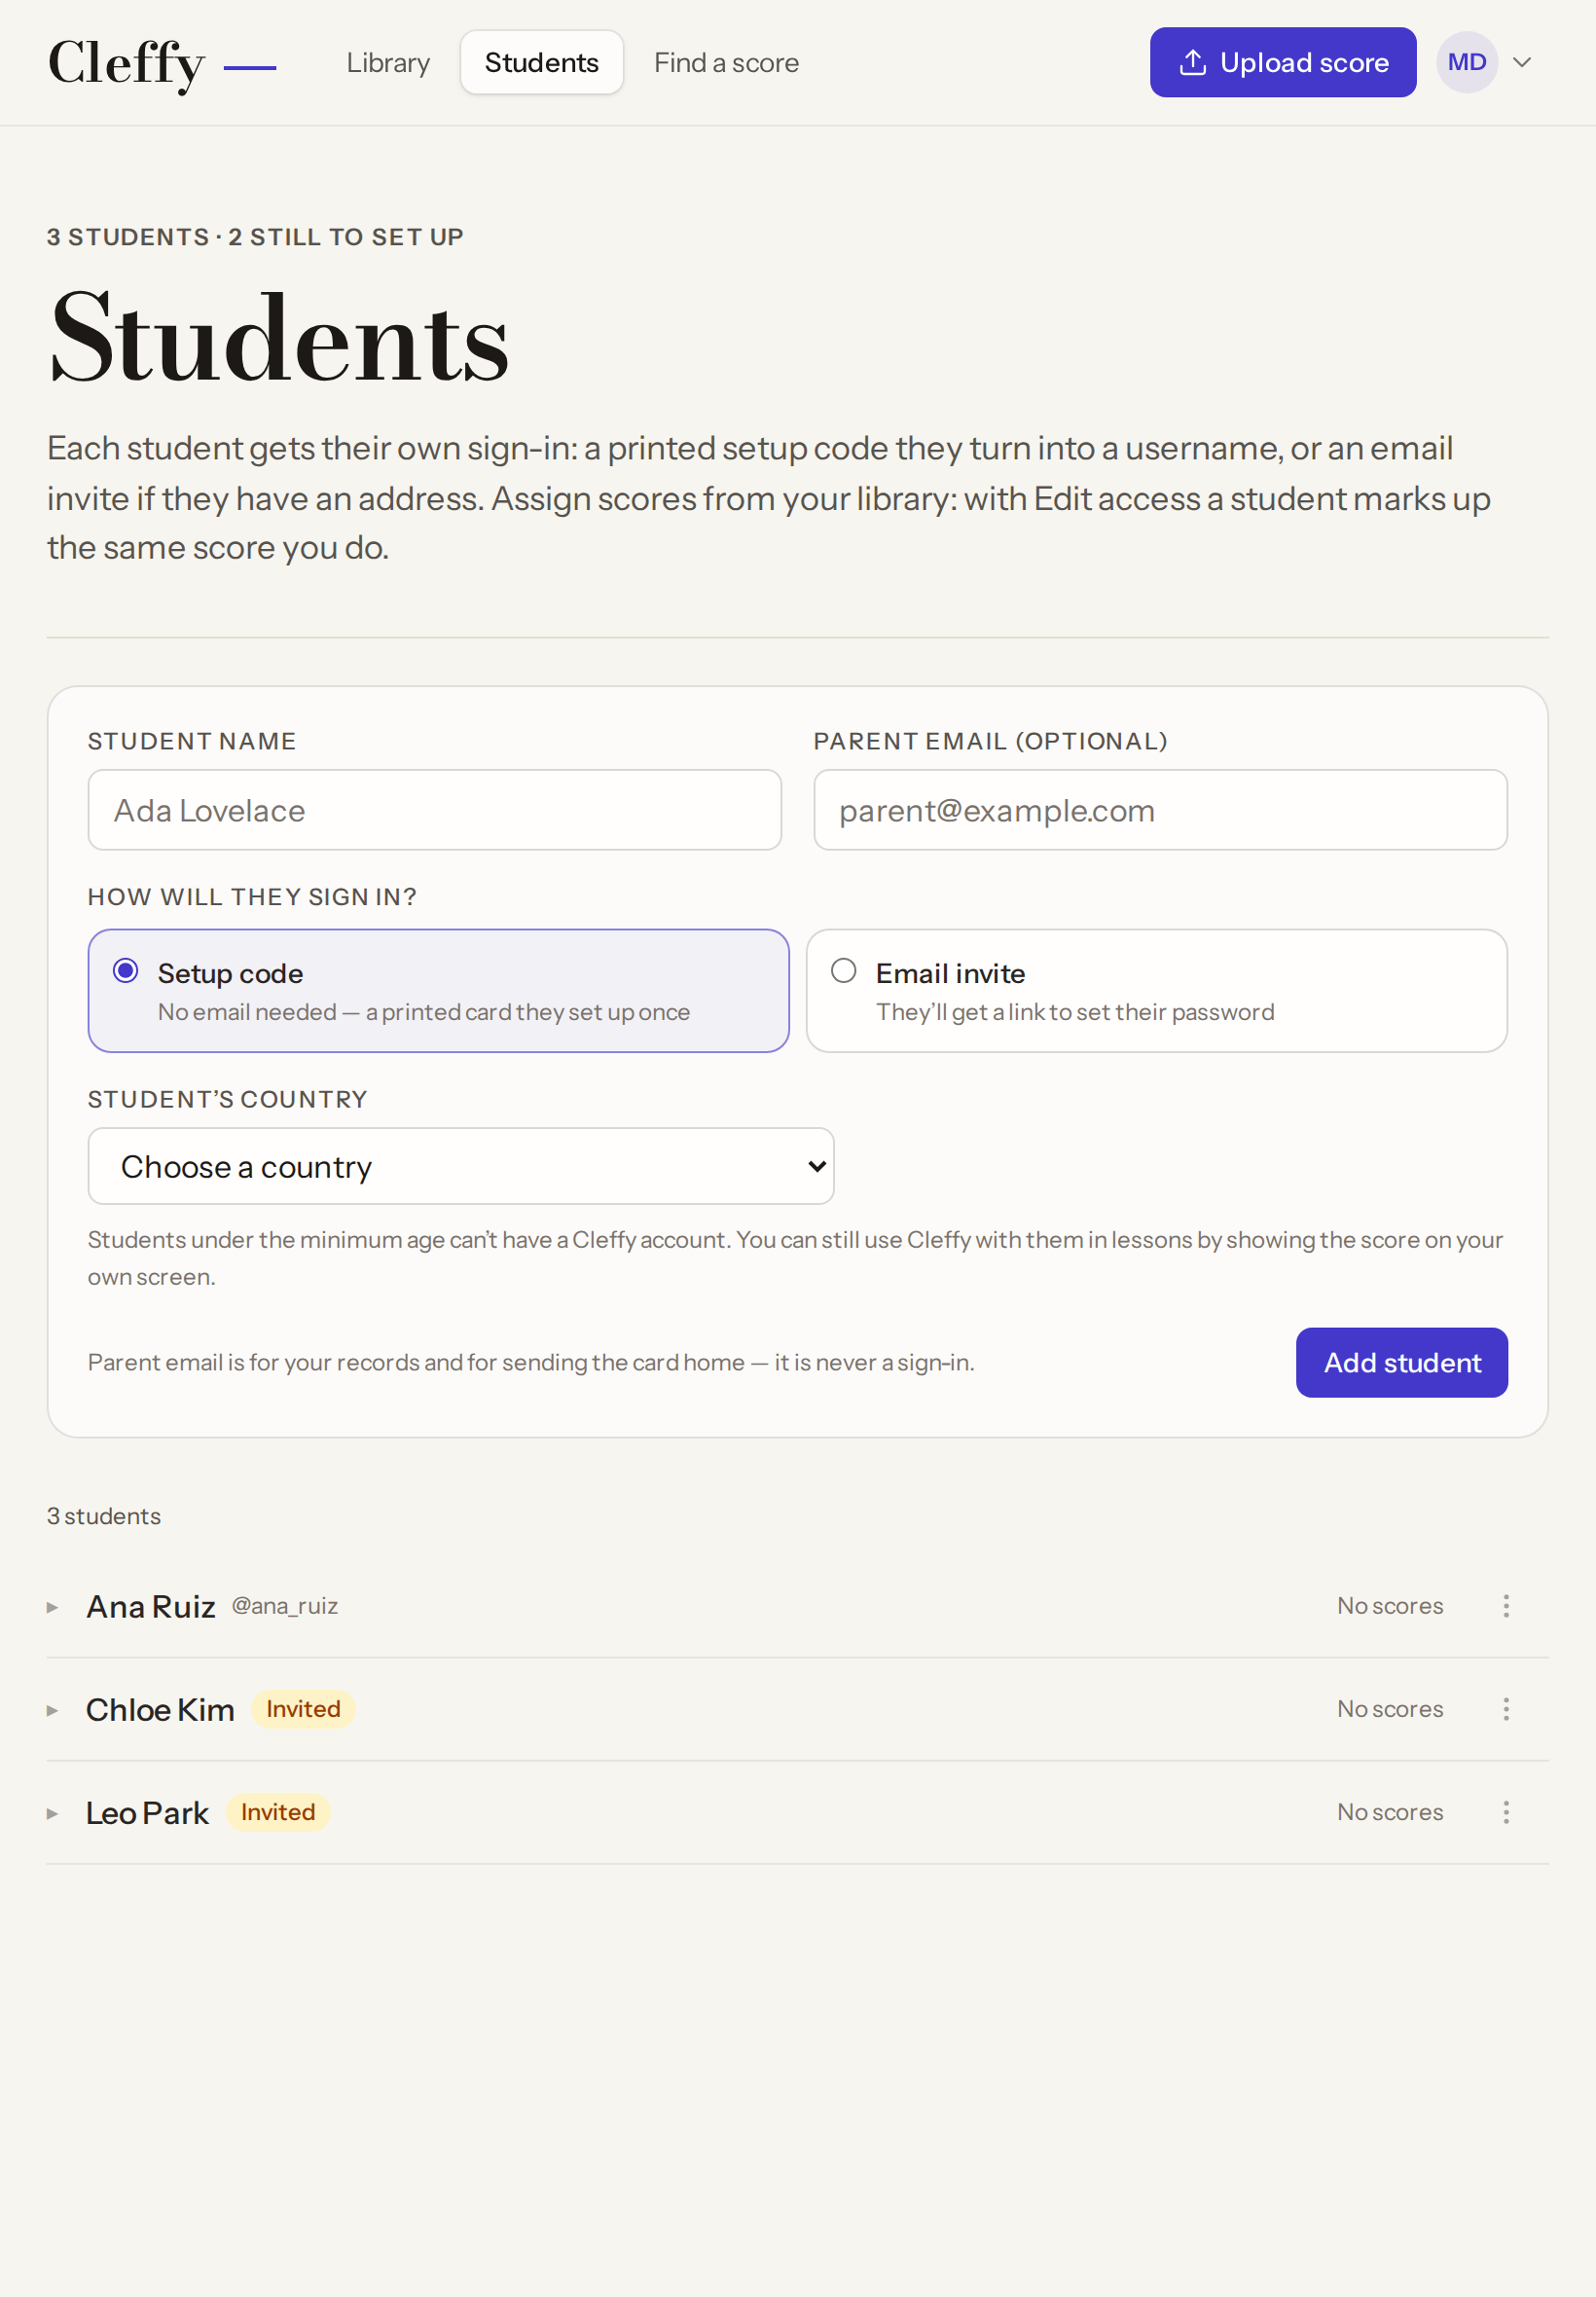 Cleffy
Library
Students
Find a score
Upload score
MD
3 STUDENTS · 2 STILL TO SET UP
Students
Each student gets their own sign-in: a printed setup code they turn into a username, or an email
invite if they have an address. Assign scores from your library: with Edit access a student marks up
the same score you do.
STUDENT NAME
PARENT EMAIL (OPTIONAL)
Ada Lovelace
parent@example.com
HOW WILL THEY SIGN IN?
Setup code
No email needed — a printed card they set up once
Email invite
They’ll get a link to set their password
STUDENT’S COUNTRY
Choose a country
Students under the minimum age can’t have a Cleffy account. You can still use Cleffy with them in lessons by showing the score on your
own screen.
Parent email is for your records and for sending the card home — it is never a sign-in.
Add student
3 students
Ana Ruiz @ana_ruiz No scores
Chloe Kim Invited No scores
Leo Park Invited No scores